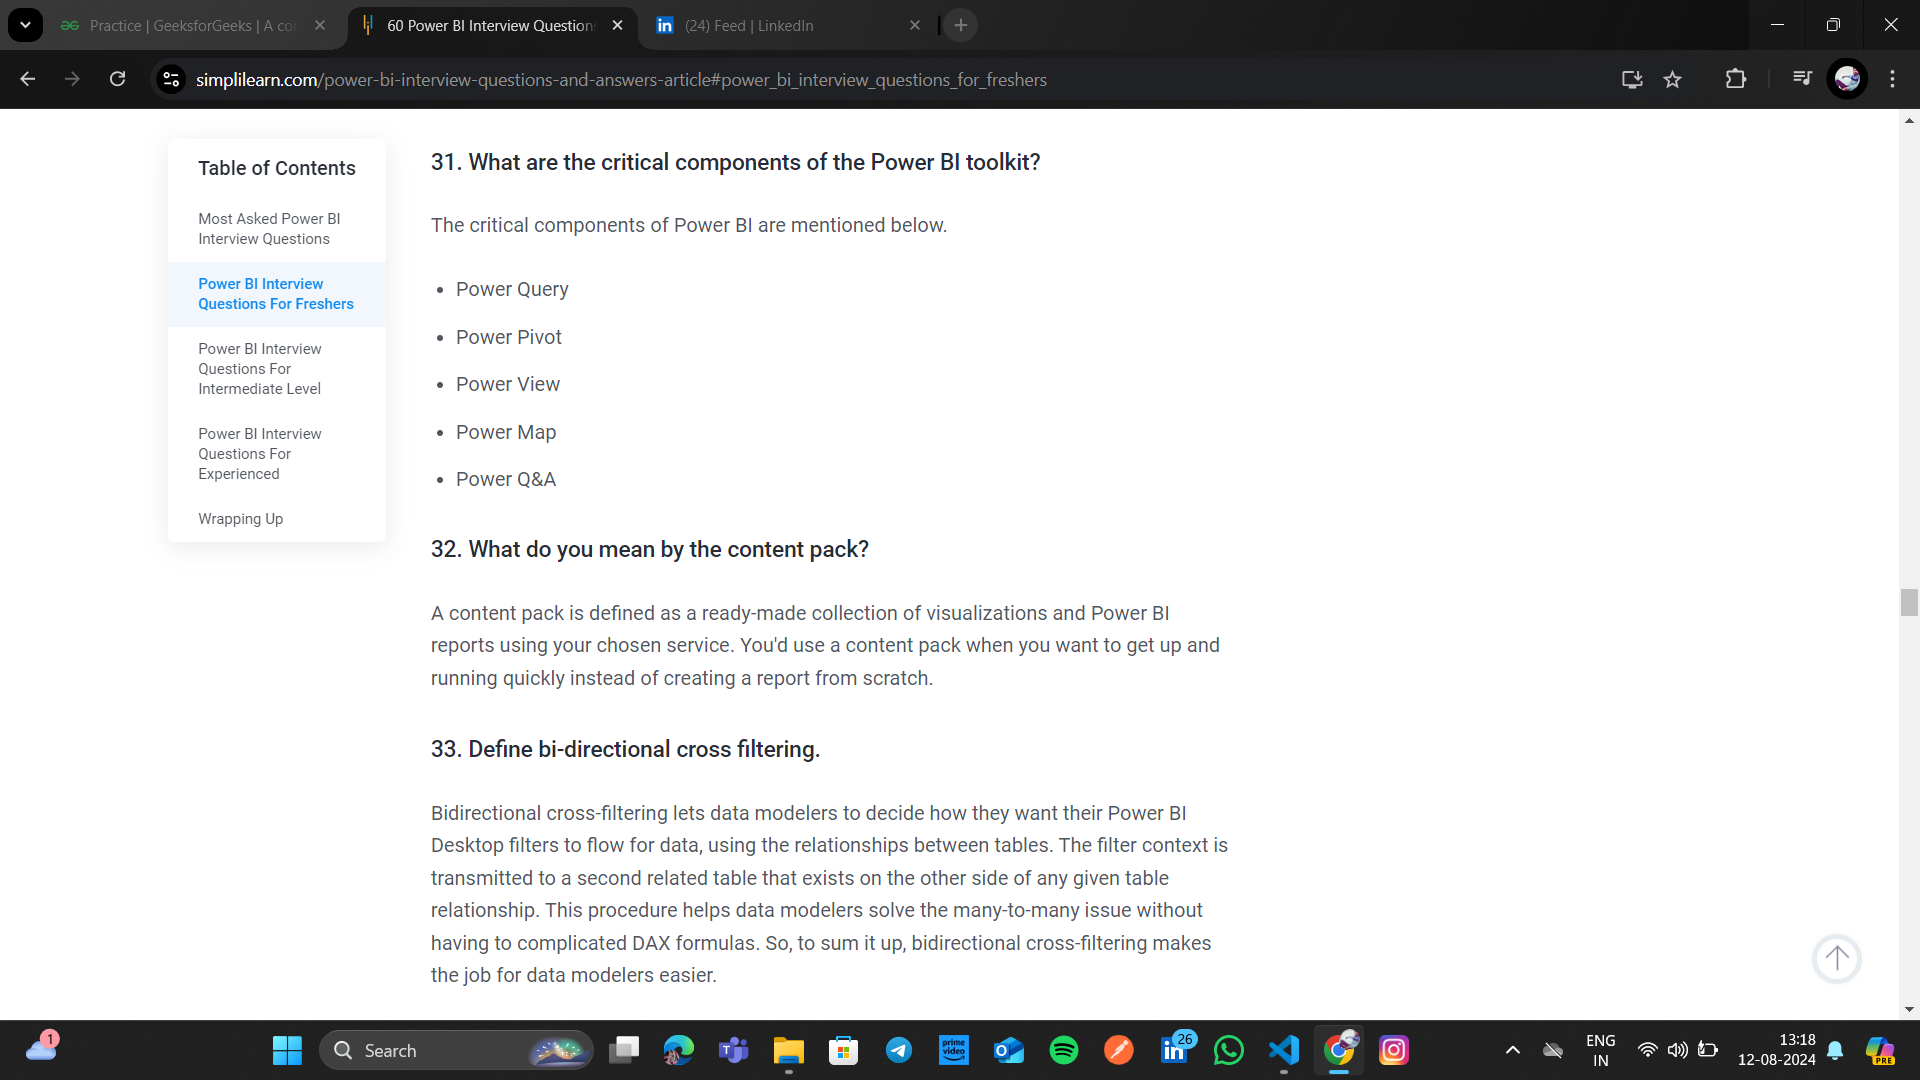 Practice | GeeksforGeeks | A co
60 Power BI Interview Question
(24) Feed | LinkedIn
simplilearn.com/power-bi-interview-questions-and-answers-article#power_bi_interview_questions_for_freshers
Table of Contents
Most Asked Power BI
Interview Questions
Power BI Interview
Questions For Freshers
Power BI Interview
Questions For
Intermediate Level
Power BI Interview
Questions For
Experienced
Wrapping Up
31. What are the critical components of the Power BI toolkit?
The critical components of Power BI are mentioned below.
• Power Query
• Power Pivot
• Power View
• Power Map
• Power Q&A
32. What do you mean by the content pack?
A content pack is defined as a ready-made collection of visualizations and Power BI
reports using your chosen service. You'd use a content pack when you want to get up and
running quickly instead of creating a report from scratch.
33. Define bi-directional cross filtering.
Bidirectional cross-filtering lets data modelers to decide how they want their Power BI
Desktop filters to flow for data, using the relationships between tables. The filter context is
transmitted to a second related table that exists on the other side of any given table
relationship. This procedure helps data modelers solve the many-to-many issue without
having to complicated DAX formulas. So, to sum it up, bidirectional cross-filtering makes
the job for data modelers easier.
1
Search
prime
video
26
ENG
IN
13:18
12-08-2024
PRE